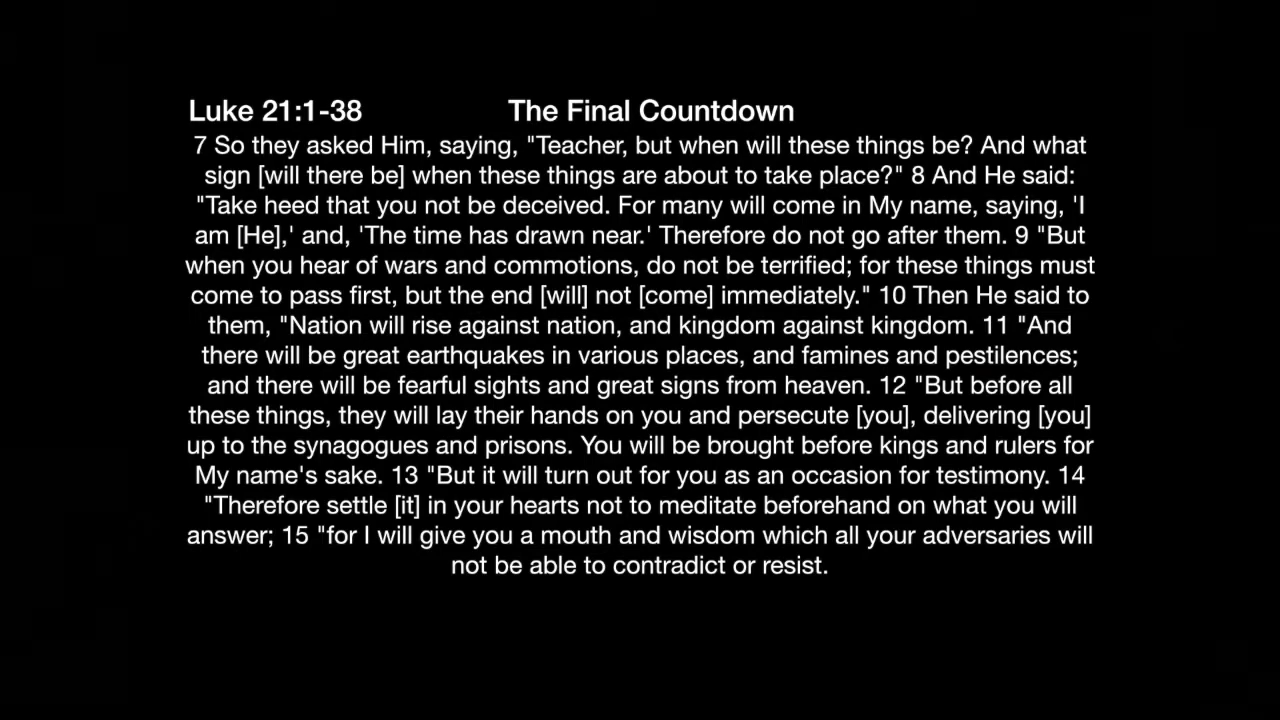 Luke 21:1-38 The Final Countdown
7 So they asked Him, saying, "Teacher, but when will these things be? And what
sign [will there be] when these things are about to take place?" 8 And He said:
"Take heed that you not be deceived. For many will come in My name, saying, 'I
am [He],' and, 'The time has drawn near.' Therefore do not go after them. 9 "But
when you hear of wars and commotions, do not be terrified; for these things must
come to pass first, but the end [will] not [come] immediately." 10 Then He said to
them, "Nation will rise against nation, and kingdom against kingdom. 11 "And
there will be great earthquakes in various places, and famines and pestilences;
and there will be fearful sights and great signs from heaven. 12 "But before all
these things, they will lay their hands on you and persecute [you], delivering [you]
up to the synagogues and prisons. You will be brought before kings and rulers for
My name's sake. 13 "But it will turn out for you as an occasion for testimony. 14
"Therefore settle [it] in your hearts not to meditate beforehand on what you will
answer; 15 "for I will give you a mouth and wisdom which all your adversaries will
not be able to contradict or resist.